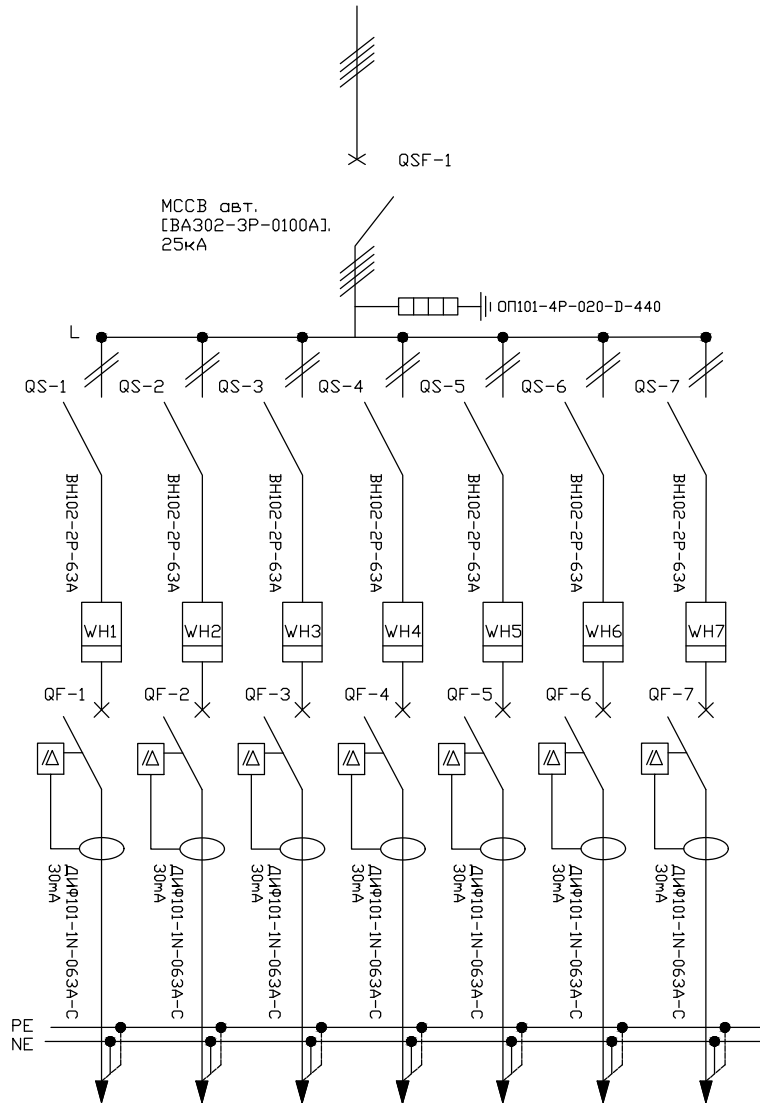 QSF-1
МССВ авт.
[ВА302-3Р-0100А],
25кА
ОП101-4Р-020-D-440
L
QS-1 QS-2 QS-3 QS-4 QS-5 QS-6 QS-7
ВН102-2Р-63А ВН102-2Р-63А ВН102-2Р-63А ВН102-2Р-63А ВН102-2Р-63А ВН102-2Р-63А ВН102-2Р-63А
WH1 WH2 WH3 WH4 WH5 WH6 WH7
QF-1 QF-2 QF-3 QF-4 QF-5 QF-6 QF-7
ДИФ101-1N-063А-С
30mA
ДИФ101-1N-063А-С
30mA
ДИФ101-1N-063А-С
30mA
ДИФ101-1N-063А-С
30mA
ДИФ101-1N-063А-С
30mA
ДИФ101-1N-063А-С
30mA
ДИФ101-1N-063А-С
30mA
PE
NE